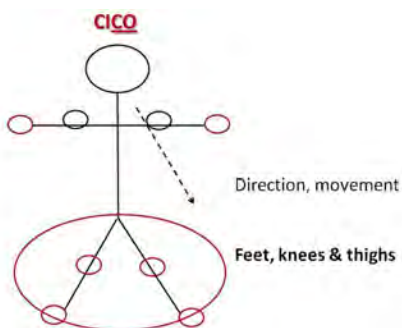 CICO
Direction, movement
Feet, knees & thighs